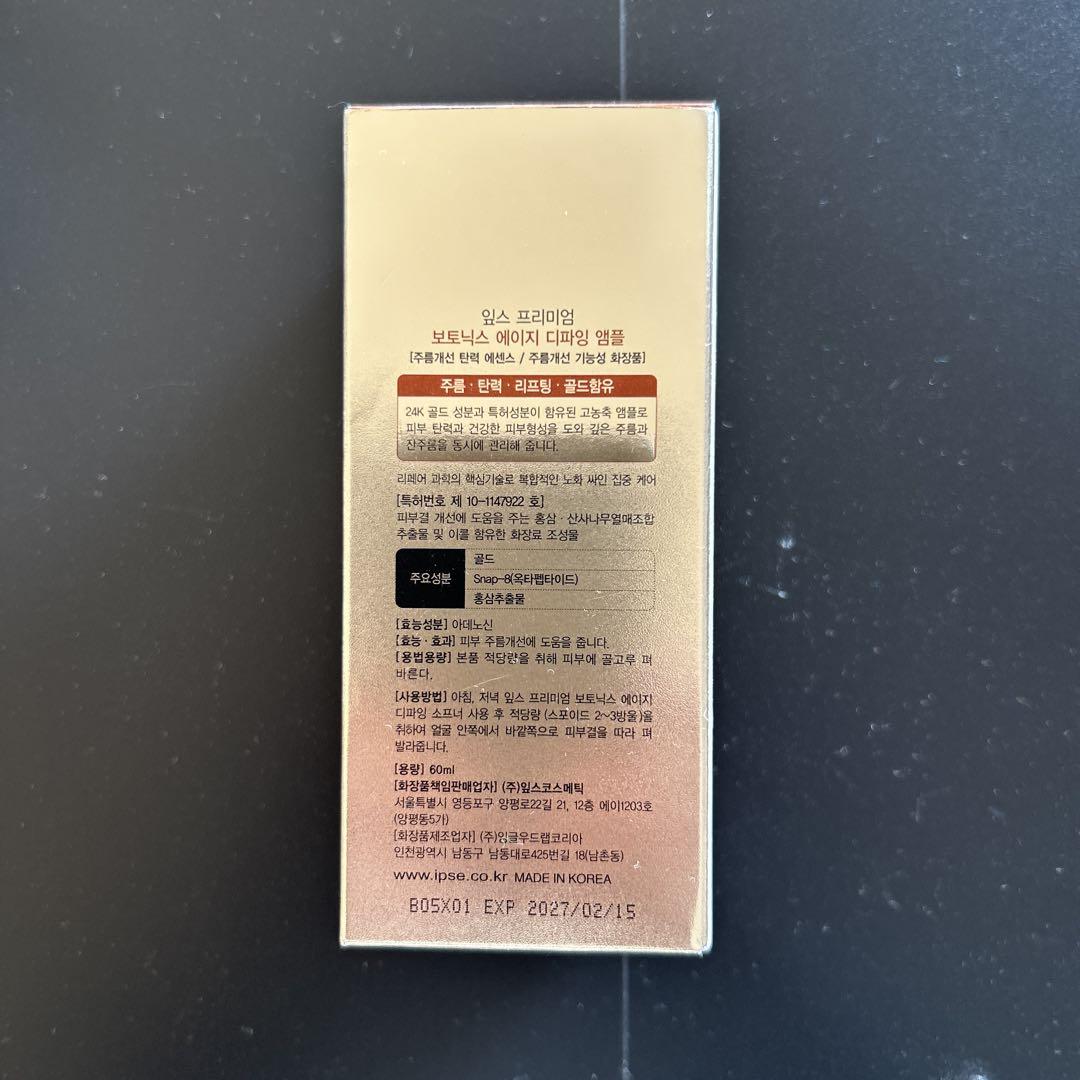 잎스 프리미엄
보토닉스 에이지 디파잉 앰플
[주름개선 탄력 에센스 / 주름개선 기능성 화장품]
주름 · 탄력 · 리프팅 · 골드함유
24K 골드 성분과 특허성분이 함유된 고농축 앰플로
피부 탄력과 건강한 피부형성을 도와 깊은 주름과
잔주름을 동시에 관리해 줍니다.
리페어 과학의 핵심기술로 복합적인 노화 싸인 집중 케어
[특허번호 제 10-1147922 호]
피부결 개선에 도움을 주는 홍삼 · 산사나무열매조합
추출물 및 이를 함유한 화장료 조성물
주요성분
골드
Snap-8(옥타펩타이드)
홍삼추출물
[효능성분] 아데노신
[효능 · 효과] 피부 주름개선에 도움을 줍니다.
[용법용량] 본품 적당량을 취해 피부에 골고루 펴
바른다.
[사용방법] 아침, 저녁 잎스 프리미엄 보토닉스 에이지
디파잉 소프너 사용 후 적당량 (스포이드 2~3방울)을
취하여 얼굴 안쪽에서 바깥쪽으로 피부결을 따라 펴
발라줍니다.
[용량] 60ml
[화장품책임판매업자] (주)잎스코스메틱
서울특별시 영등포구 양평로22길 21, 12층 에이1203호
(양평동5가)
[화장품제조업자] (주)잉글우드랩코리아
인천광역시 남동구 남동대로425번길 18(남촌동)
www.ipse.co.kr MADE IN KOREA
B05X01 EXP 2027/02/15